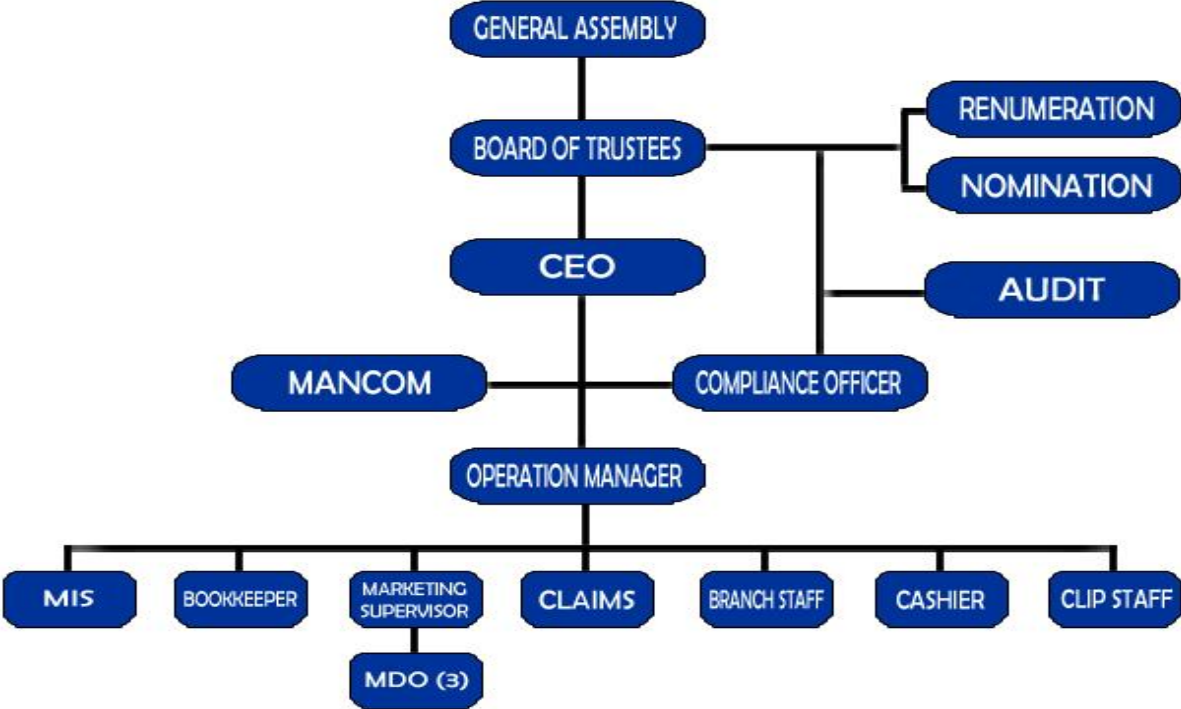 GENERAL ASSEMBLY
RENUMERATION
BOARD OF TRUSTEES
NOMINATION
CEO
AUDIT
MANCOM
COMPLIANCE OFFICER
OPERATION MANAGER
MIS
BOOKKEEPER
MARKETING
SUPERVISOR
CLAIMS
BRANCH STAFF
CASHIER
CLIP STAFF
MDO (3)